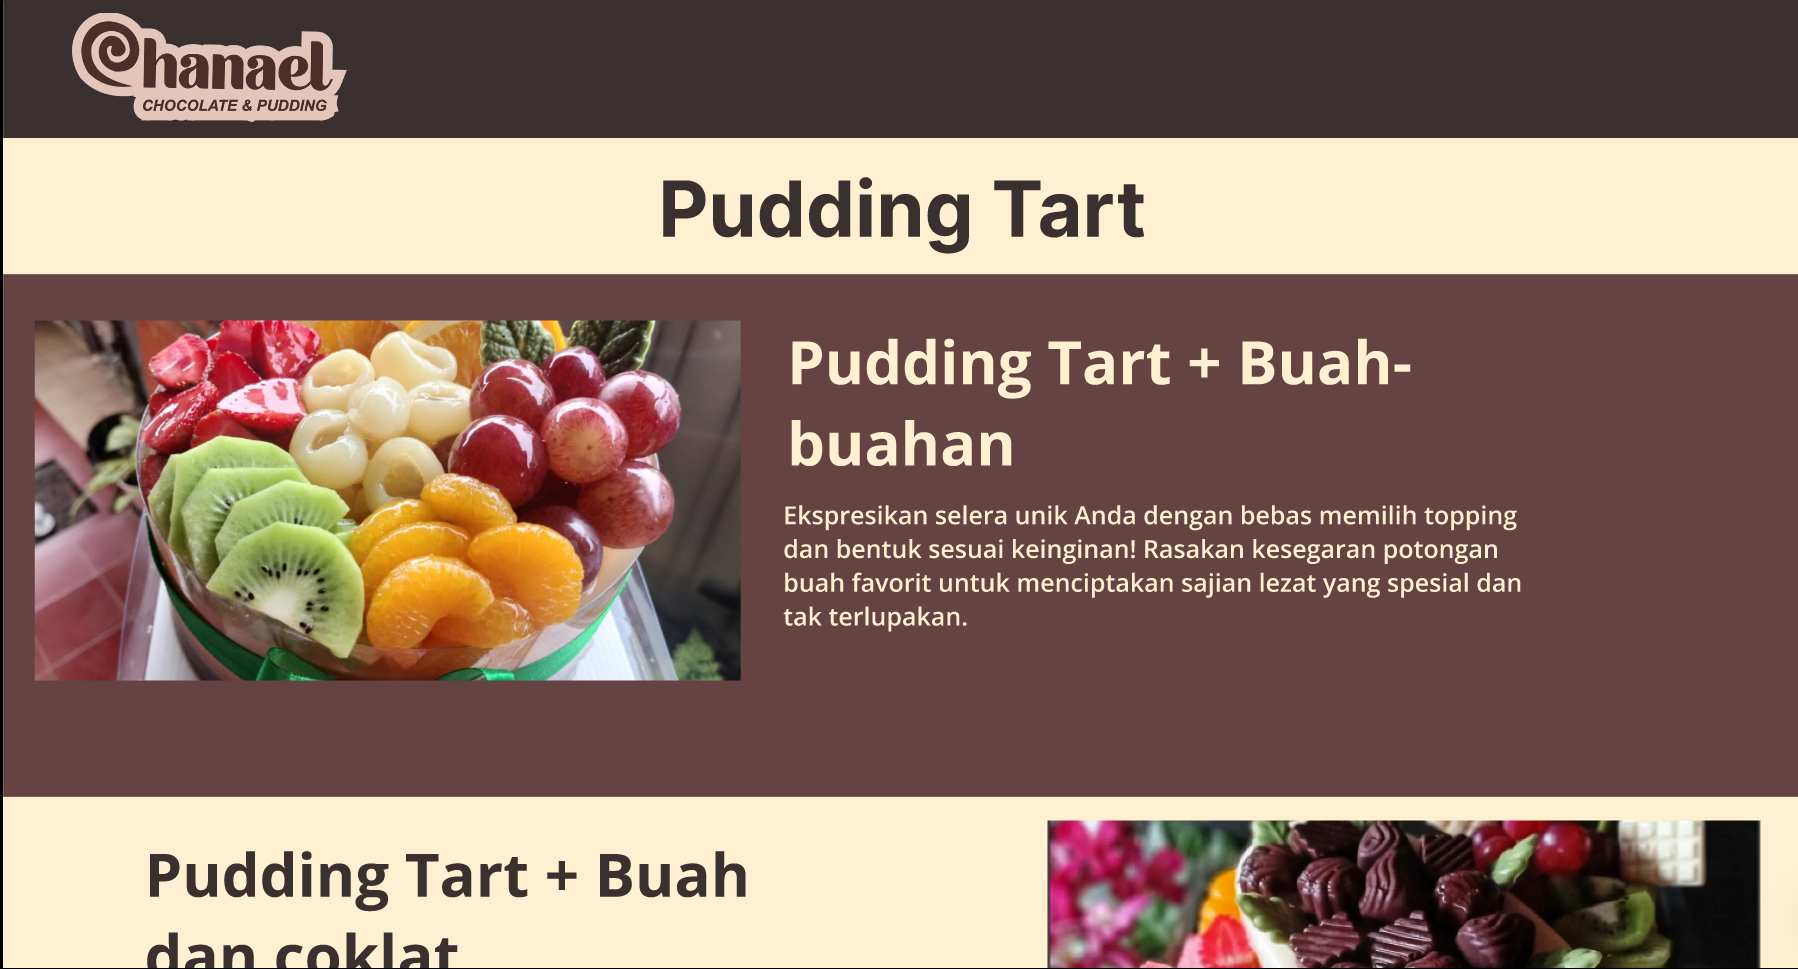 Chanael
CHOCOLATE & PUDDING
Pudding Tart
Pudding Tart + Buah-
buahan
Ekspresikan selera unik Anda dengan bebas memilih topping
dan bentuk sesuai keinginan! Rasakan kesegaran potongan
buah favorit untuk menciptakan sajian lezat yang spesial dan
tak terlupakan.
Pudding Tart + Buah
dan coklat